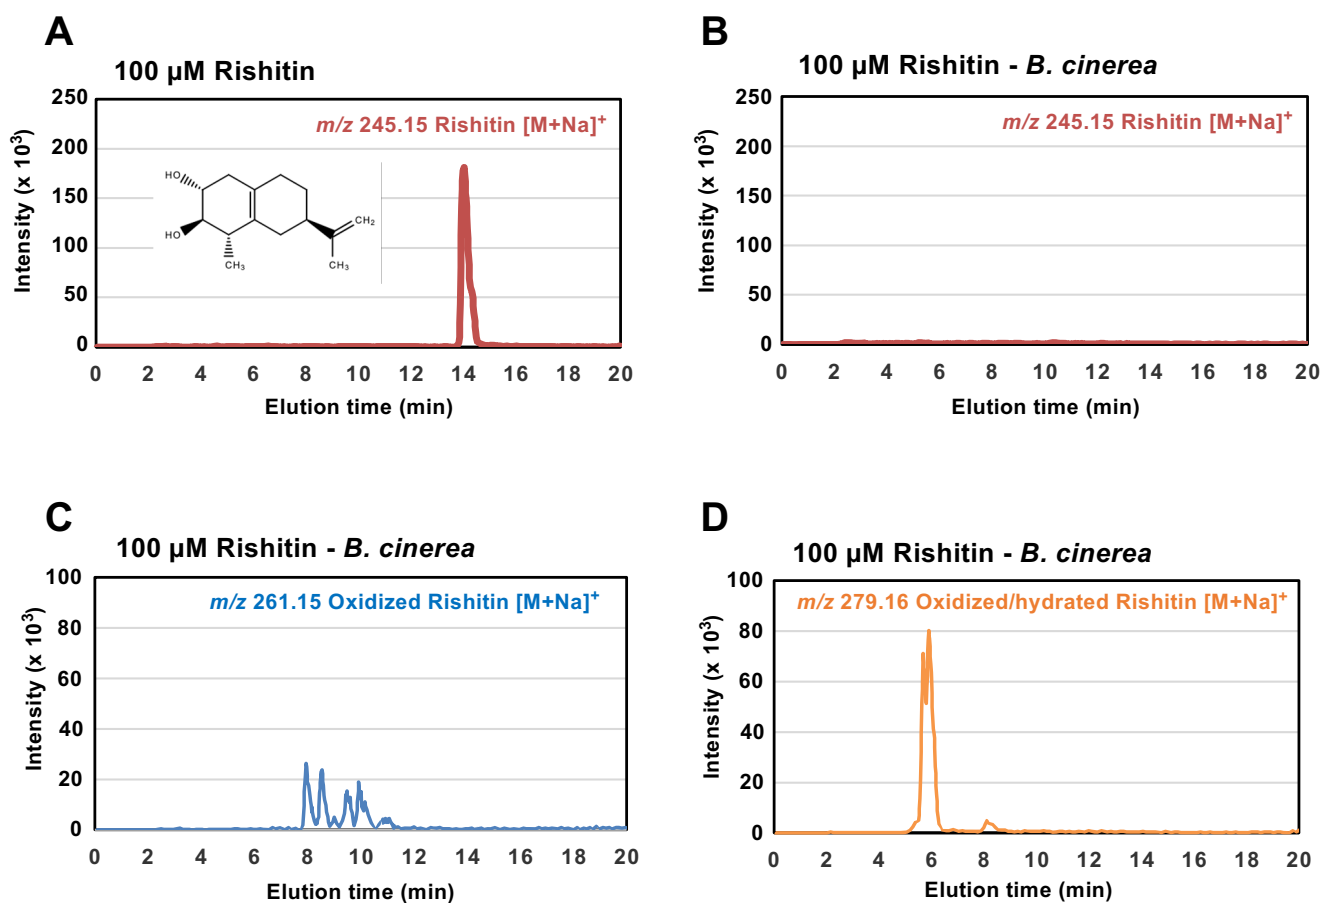 A
100 µM Rishitin
m/z 245.15 Rishitin [M+Na]+
Intensity (x 10³)
250
200
150
100
50
0
HO
HO
CH₃
CH₃
CH₂
0 2 4 6 8 10 12 14 16 18 20
Elution time (min)
B
100 µM Rishitin - B. cinerea
m/z 245.15 Rishitin [M+Na]+
Intensity (x 10³)
250
200
150
100
50
0
0 2 4 6 8 10 12 14 16 18 20
Elution time (min)
C
100 µM Rishitin - B. cinerea
m/z 261.15 Oxidized Rishitin [M+Na]+
Intensity (x 10³)
100
80
60
40
20
0
0 2 4 6 8 10 12 14 16 18 20
Elution time (min)
D
100 µM Rishitin - B. cinerea
m/z 279.16 Oxidized/hydrated Rishitin [M+Na]+
Intensity (x 10³)
100
80
60
40
20
0
0 2 4 6 8 10 12 14 16 18 20
Elution time (min)